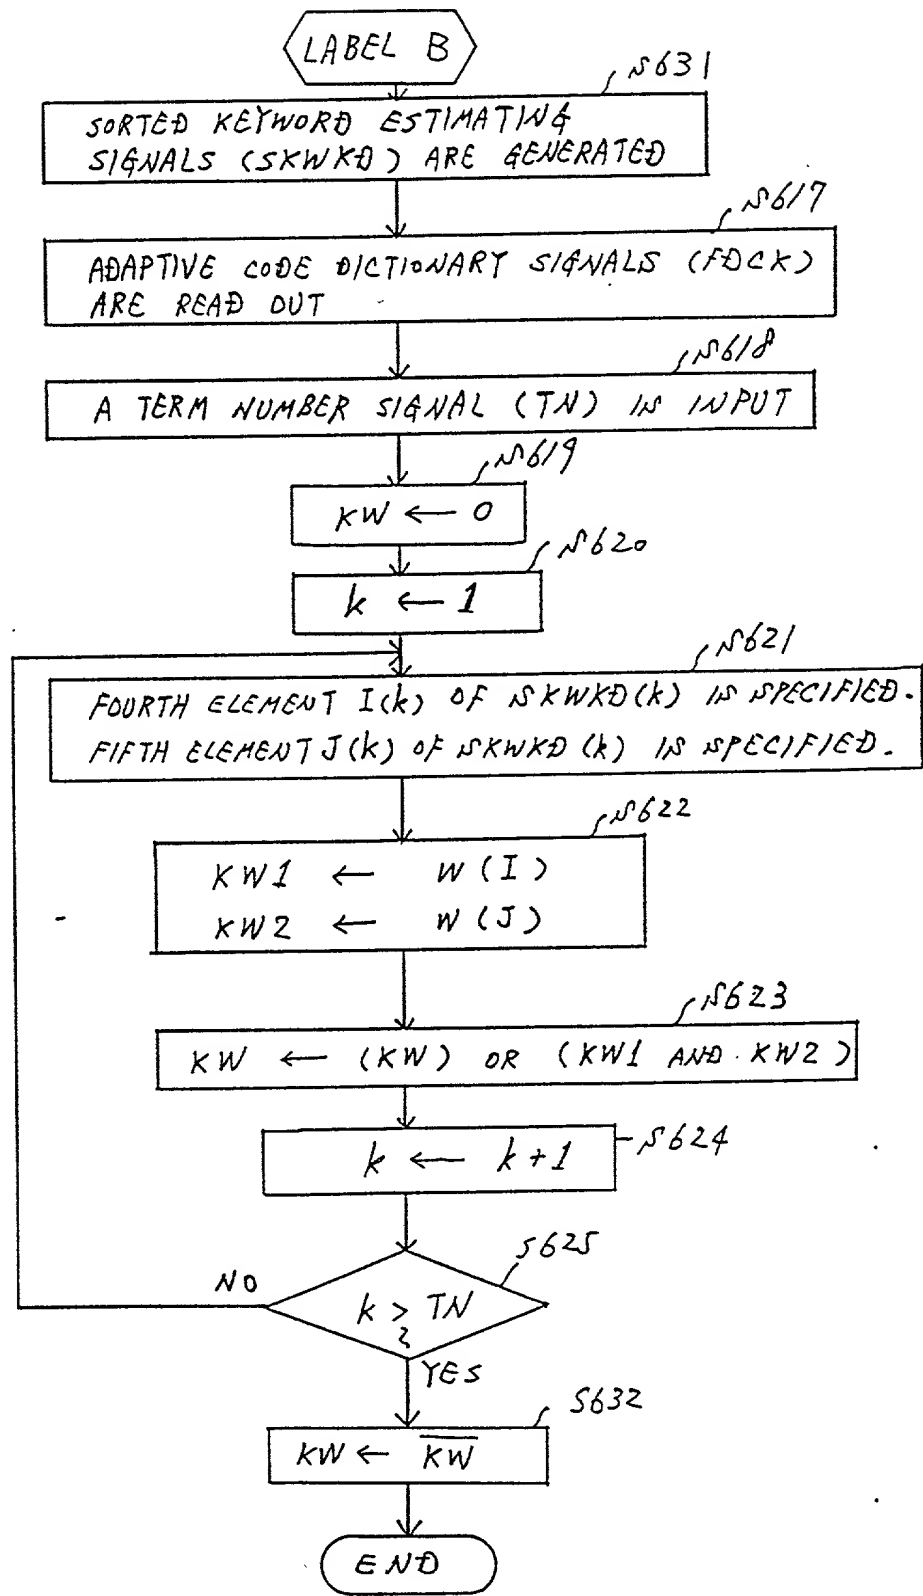 LABEL B
S631
SORTED KEYWORD ESTIMATING
SIGNALS (SKWKD) ARE GENERATED
S617
ADAPTIVE CODE DICTIONARY SIGNALS (FDCK)
ARE READ OUT
S618
A TERM NUMBER SIGNAL (TN) IS INPUT
S619
KW ← 0
S620
k ← 1
S621
FOURTH ELEMENT I(k) OF SKWKD(k) IS SPECIFIED.
FIFTH ELEMENT J(k) OF SKWKD (k) IS SPECIFIED.
S622
KW1 ← W (I)
KW2 ← W (J)
S623
KW ← (KW) OR (KW1 AND KW2)
S624
k ← k+1
S625
NO
k > TN
?
YES
S632
KW ← K̅W̅
END